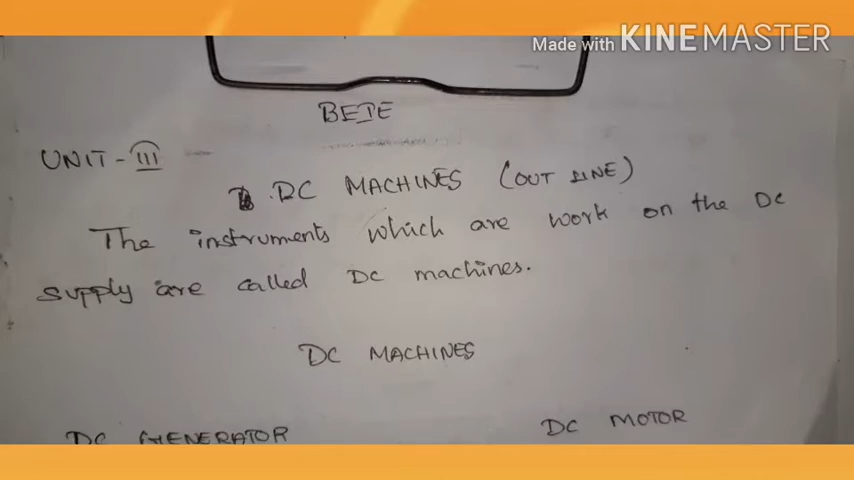 Made with KINEMASTER
BEIE
UNIT-III
DC MACHINES (OUT LINE)
The instruments which are work on the DC
supply are called DC machines.
DC MACHINES
DC GENERATOR DC MOTOR